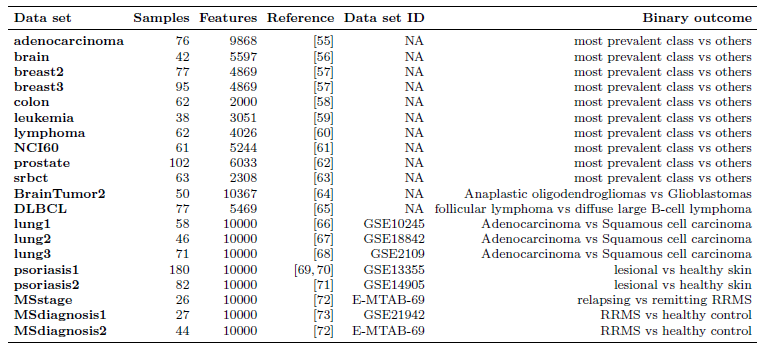 Data set Samples Features Reference Data set ID Binary outcome
adenocarcinoma 76 9868 [55] NA most prevalent class vs others
brain 42 5597 [56] NA most prevalent class vs others
breast2 77 4869 [57] NA most prevalent class vs others
breast3 95 4869 [57] NA most prevalent class vs others
colon 62 2000 [58] NA most prevalent class vs others
leukemia 38 3051 [59] NA most prevalent class vs others
lymphoma 62 4026 [60] NA most prevalent class vs others
NCI60 61 5244 [61] NA most prevalent class vs others
prostate 102 6033 [62] NA most prevalent class vs others
srbct 63 2308 [63] NA most prevalent class vs others
BrainTumor2 50 10367 [64] NA Anaplastic oligodendrogliomas vs Glioblastomas
DLBCL 77 5469 [65] NA follicular lymphoma vs diffuse large B-cell lymphoma
lung1 58 10000 [66] GSE10245 Adenocarcinoma vs Squamous cell carcinoma
lung2 46 10000 [67] GSE18842 Adenocarcinoma vs Squamous cell carcinoma
lung3 71 10000 [68] GSE2109 Adenocarcinoma vs Squamous cell carcinoma
psoriasis1 180 10000 [69, 70] GSE13355 lesional vs healthy skin
psoriasis2 82 10000 [71] GSE14905 lesional vs healthy skin
MSstage 26 10000 [72] E-MTAB-69 relapsing vs remitting RRMS
MSdiagnosis1 27 10000 [73] GSE21942 RRMS vs healthy control
MSdiagnosis2 44 10000 [72] E-MTAB-69 RRMS vs healthy control